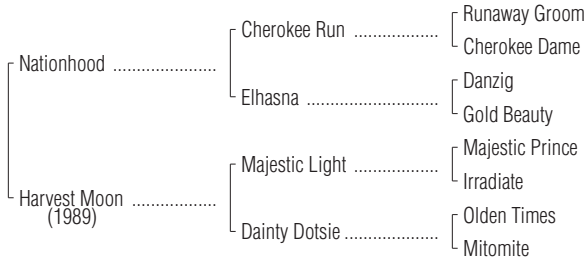 Runaway Groom
Cherokee Run ..................
Cherokee Dame
Nationhood ......................
Danzig
Elhasna ............................
Gold Beauty
Majestic Prince
Majestic Light ..................
Irradiate
Harvest Moon ..................
(1989)
Olden Times
Dainty Dotsie ....................
Mitomite